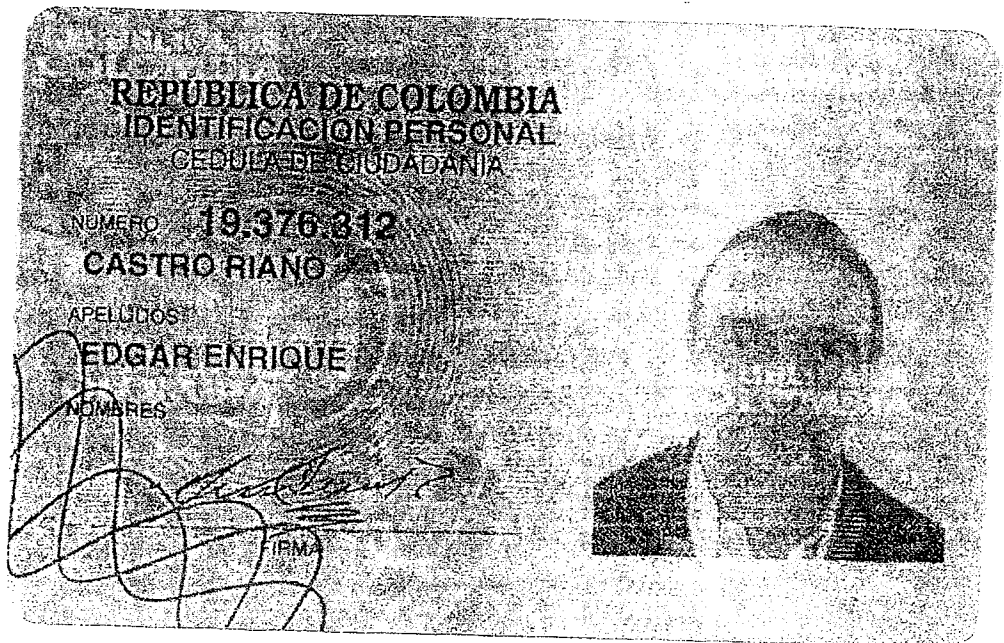 REPUBLICA DE COLOMBIA
IDENTIFICACION PERSONAL
CEDULA DE CIUDADANIA
NUMERO 19.376.312
CASTRO RIAÑO
APELLIDOS
EDGAR ENRIQUE
NOMBRES
FIRMA